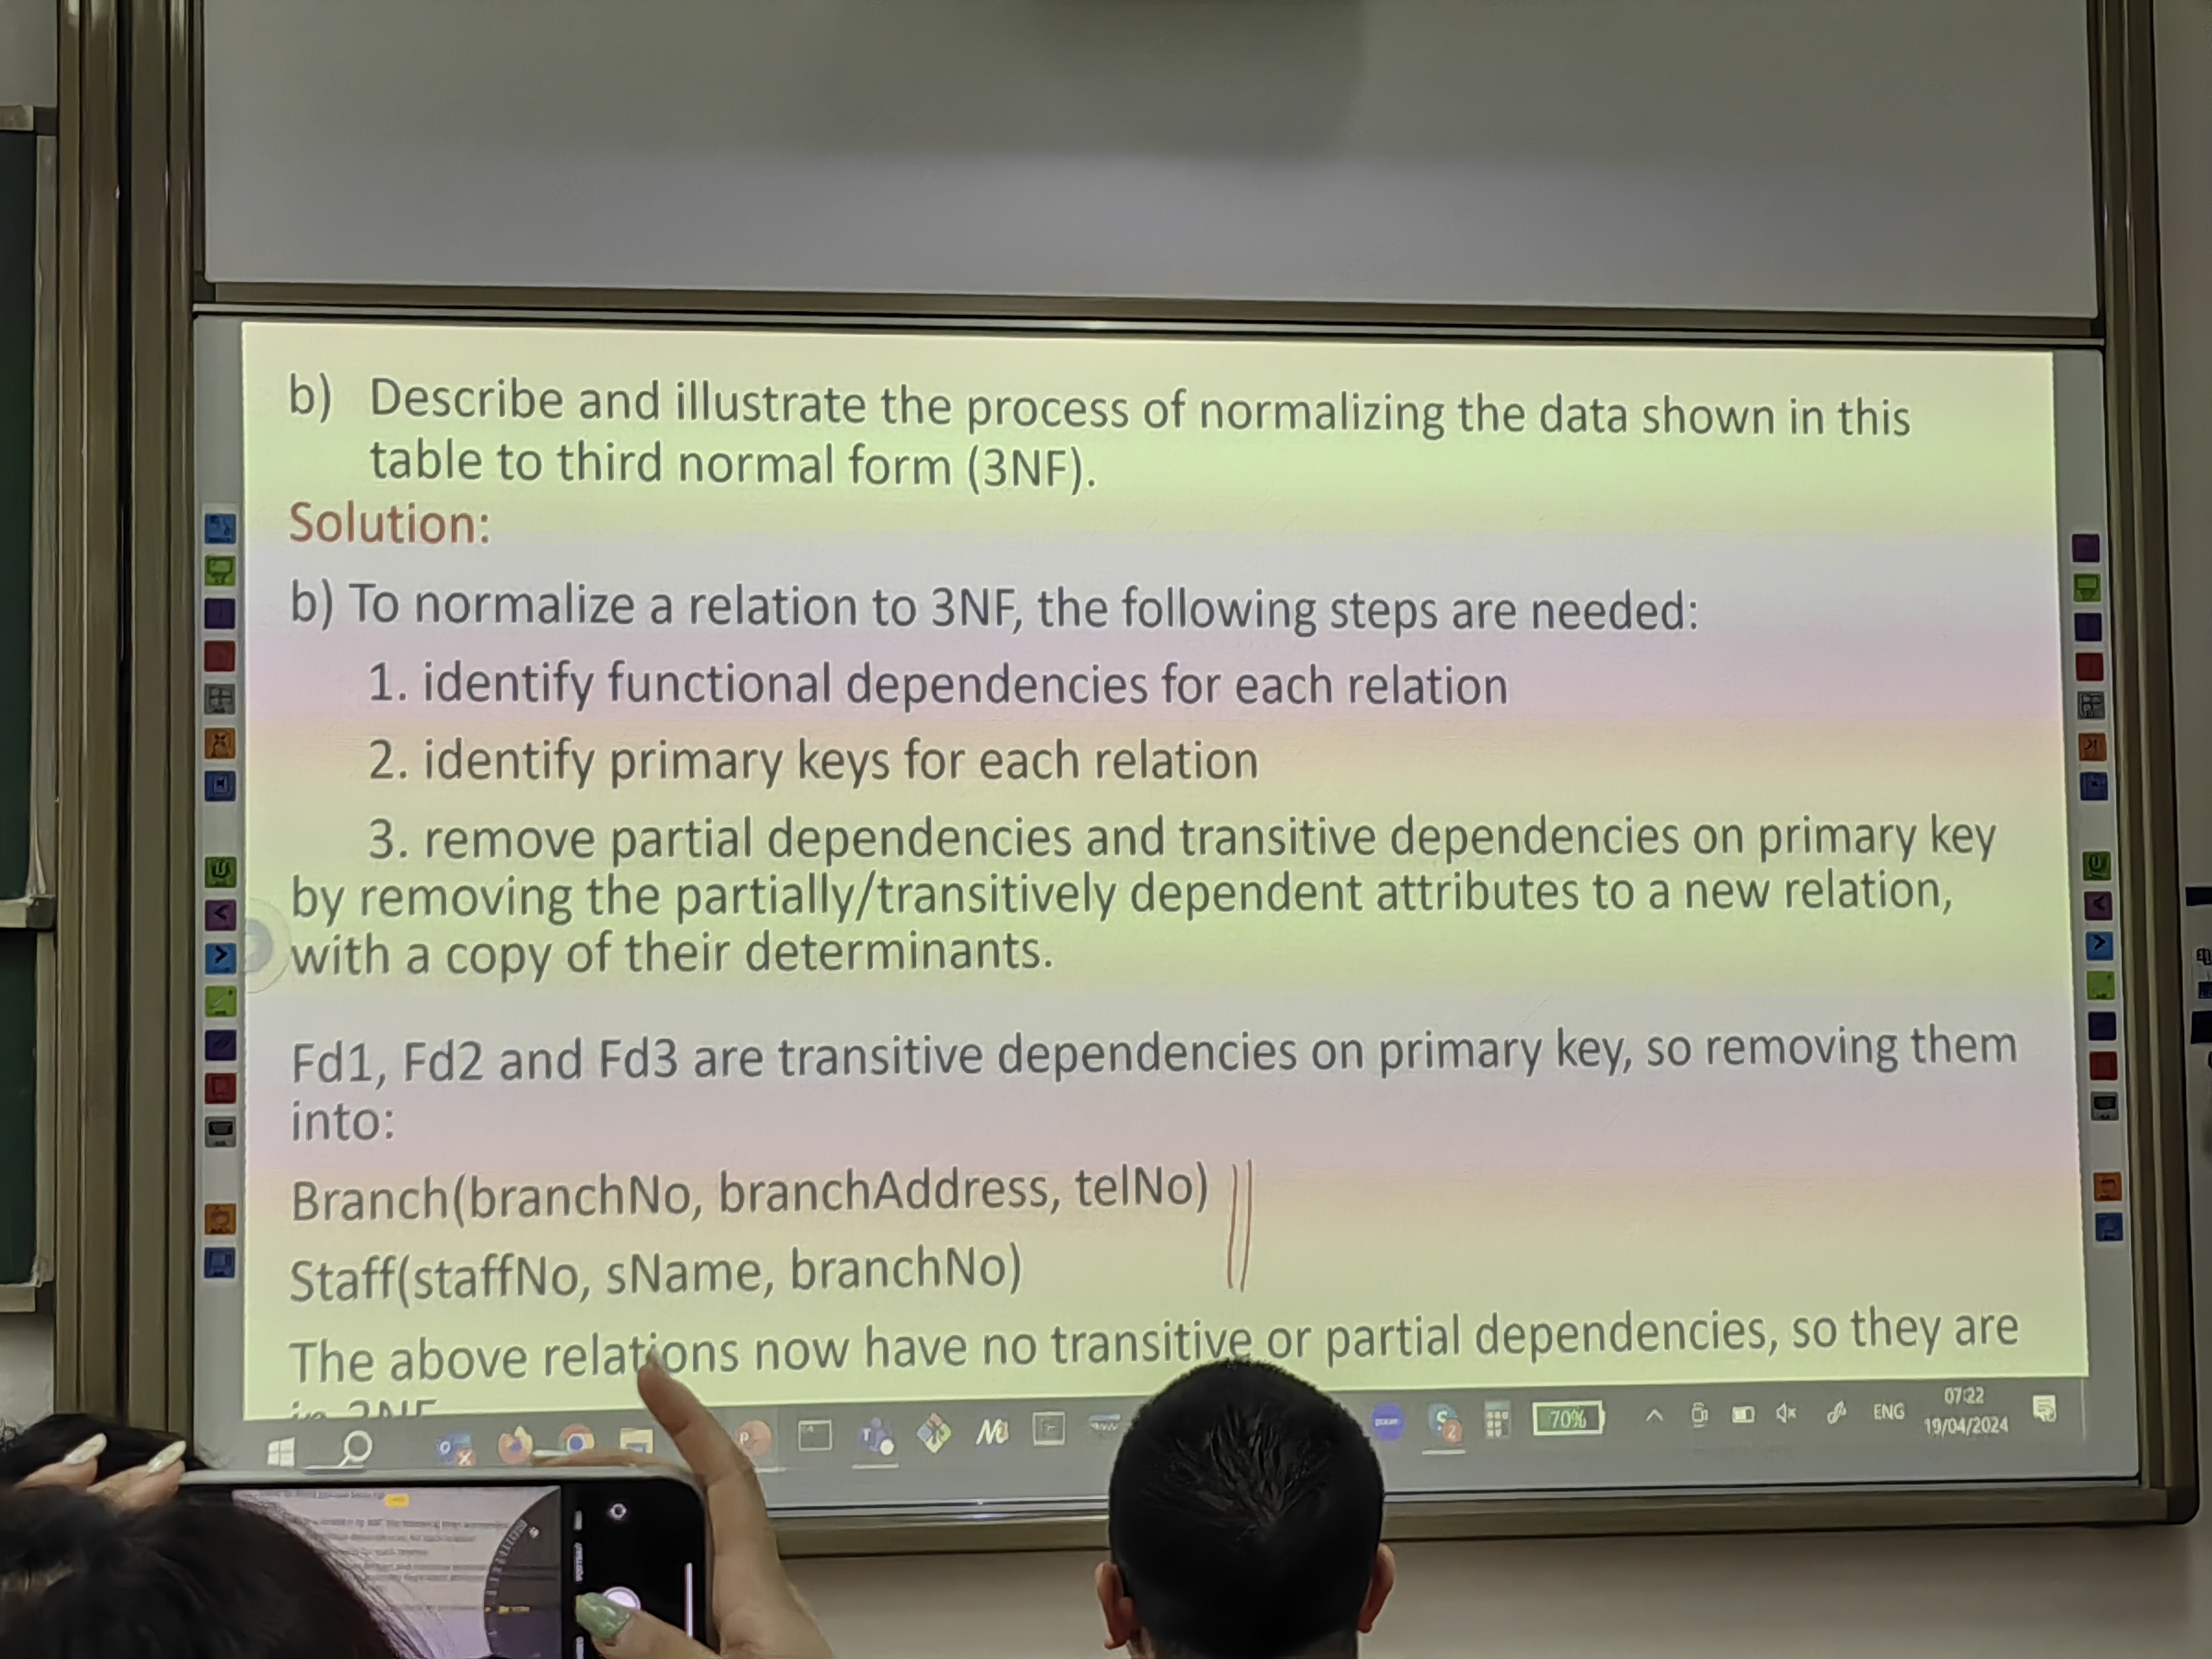 b) Describe and illustrate the process of normalizing the data shown in this
table to third normal form (3NF).
Solution:
b) To normalize a relation to 3NF, the following steps are needed:
1. identify functional dependencies for each relation
2. identify primary keys for each relation
3. remove partial dependencies and transitive dependencies on primary key
by removing the partially/transitively dependent attributes to a new relation,
with a copy of their determinants.
Fd1, Fd2 and Fd3 are transitive dependencies on primary key, so removing them
into:
Branch(branchNo, branchAddress, telNo)
Staff(staffNo, sName, branchNo)
The above relations now have no transitive or partial dependencies, so they are
in 3NF
70%
ENG
07:22
19/04/2024